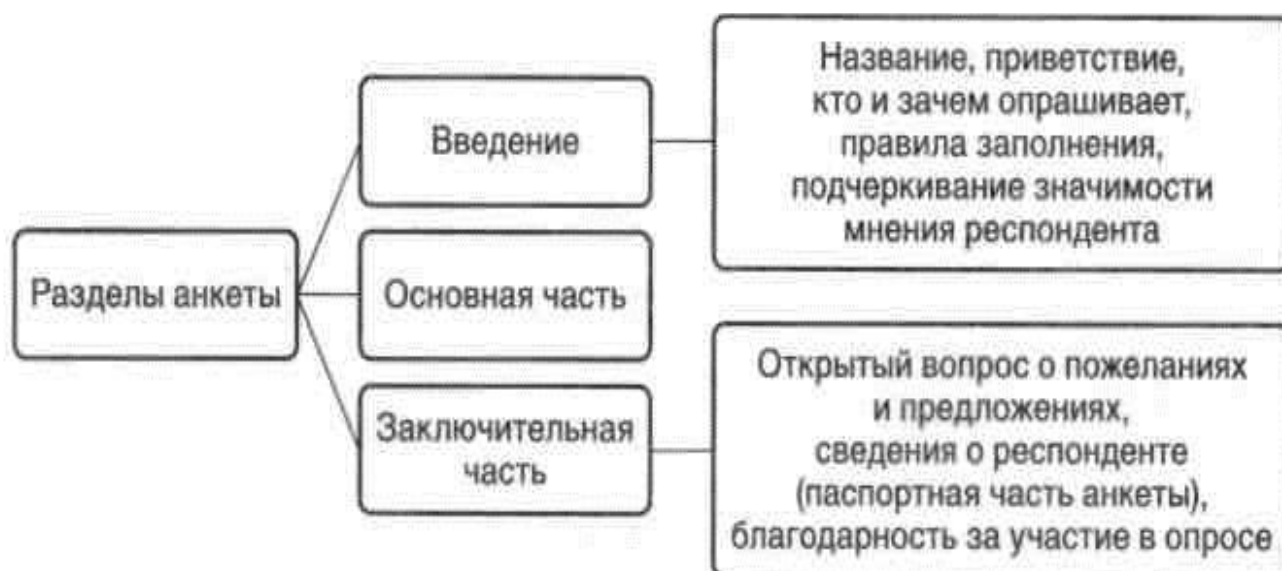 Разделы анкеты
Введение
Название, приветствие,
кто и зачем опрашивает,
правила заполнения,
подчеркивание значимости
мнения респондента
Основная часть
Заключительная
часть
Открытый вопрос о пожеланиях
и предложениях,
сведения о респонденте
(паспортная часть анкеты),
благодарность за участие в опросе